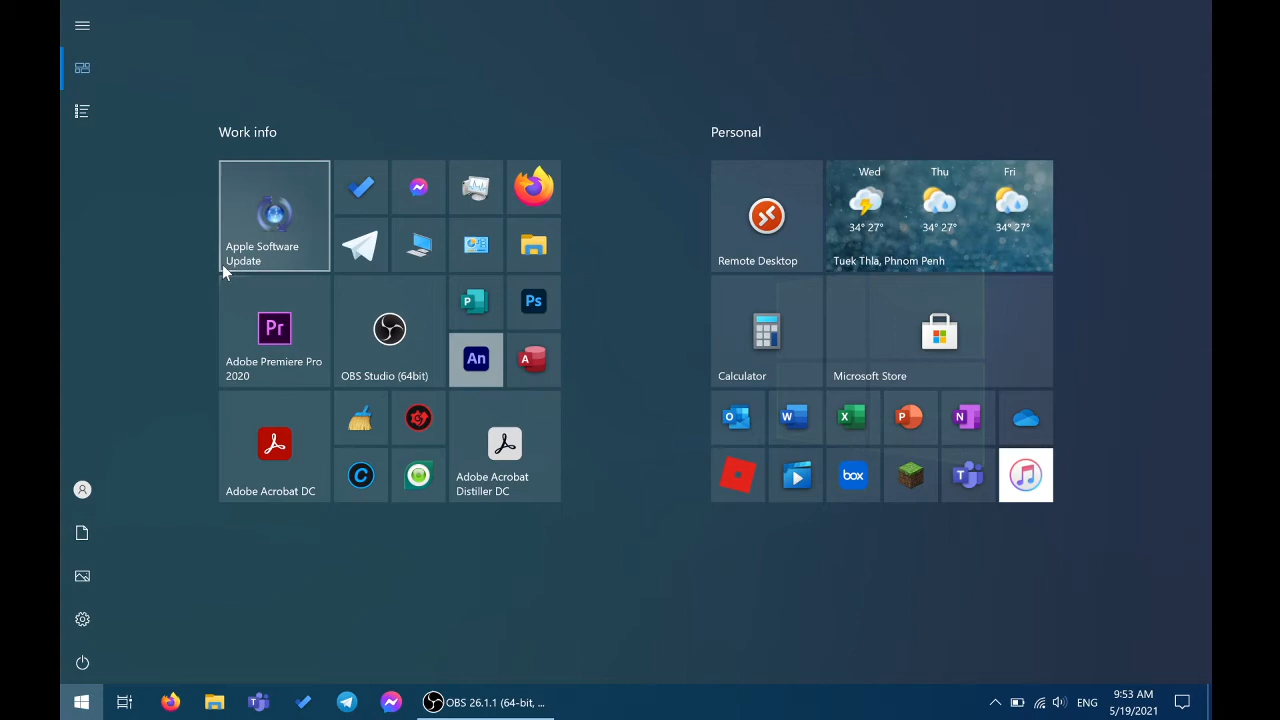 Work info
Personal
Apple Software
Update
Wed
Thu
Fri
34° 27°
34° 27°
34° 27°
Remote Desktop
Tuek Thla, Phnom Penh
P
Ps
Pr
Adobe Premiere Pro
2020
OBS Studio (64bit)
An
A
Calculator
Microsoft Store
O
W
X
P
N
Adobe Acrobat DC
C
Adobe Acrobat
Distiller DC
box
T
T
OBS 26.1.1 (64-bit, ...
ENG
9:53 AM
5/19/2021